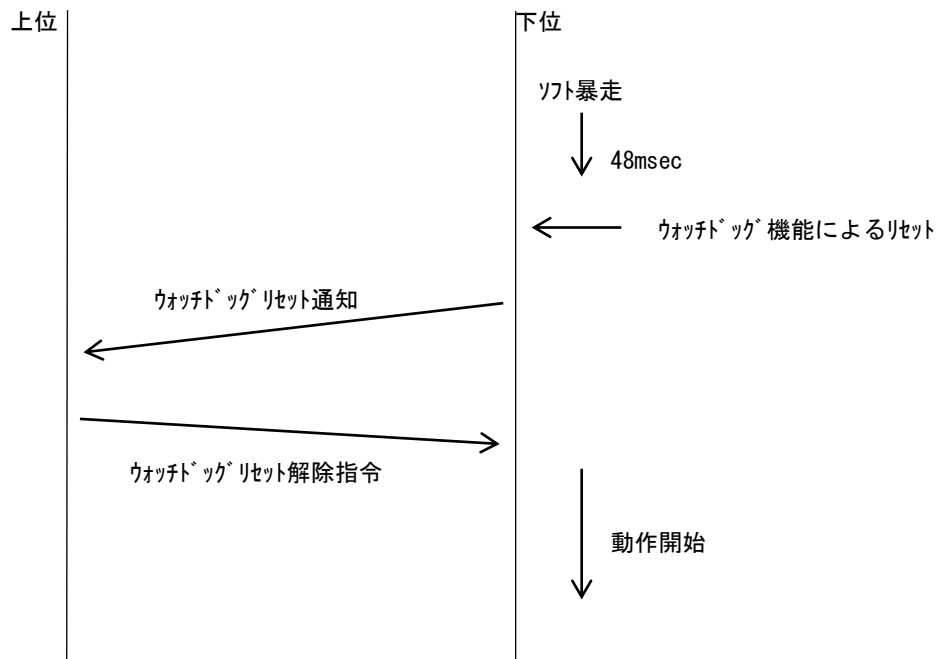 上位
下位
ｿﾌﾄ暴走
48msec
ｳｫｯﾁﾄﾞｯｸﾞ機能によるﾘｾｯﾄ
ｳｫｯﾁﾄﾞｯｸﾞﾘｾｯﾄ通知
ｳｫｯﾁﾄﾞｯｸﾞﾘｾｯﾄ解除指令
動作開始